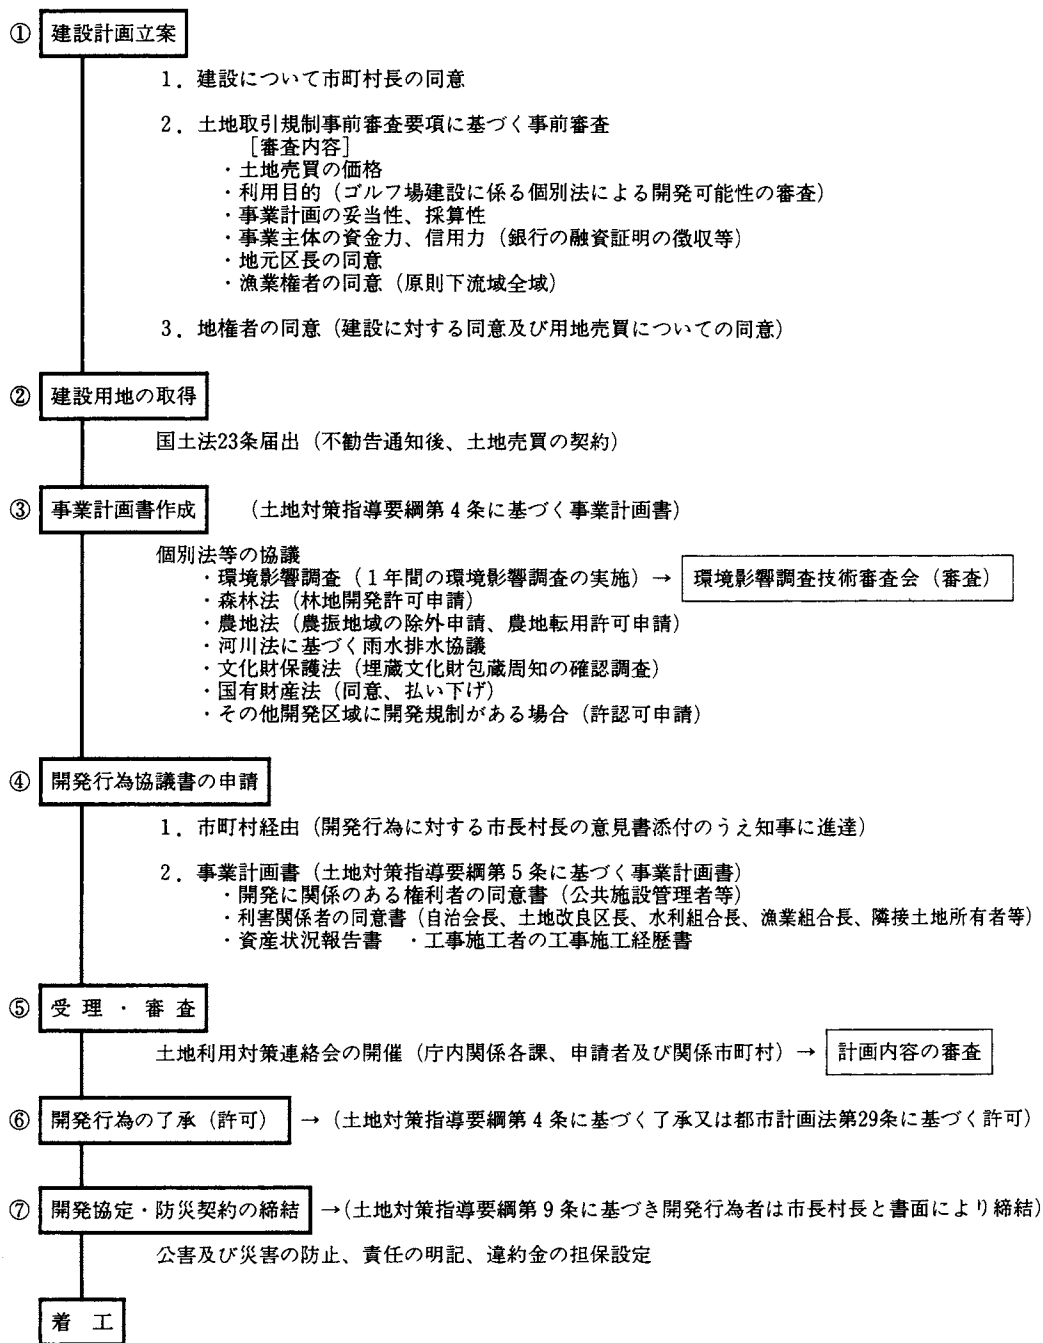 ① 建設計画立案
1．建設について市町村長の同意
2．土地取引規制事前審査要項に基づく事前審査
［審査内容］
・土地売買の価格
・利用目的（ゴルフ場建設に係る個別法による開発可能性の審査）
・事業計画の妥当性、採算性
・事業主体の資金力、信用力（銀行の融資証明の徴収等）
・地元区長の同意
・漁業権者の同意（原則下流域全域）
3．地権者の同意（建設に対する同意及び用地売買についての同意）
② 建設用地の取得
国土法23条届出（不勧告通知後、土地売買の契約）
③ 事業計画書作成 （土地対策指導要綱第4条に基づく事業計画書）
個別法等の協議
・環境影響調査（1年間の環境影響調査の実施）→ 環境影響調査技術審査会（審査）
・森林法（林地開発許可申請）
・農地法（農振地域の除外申請、農地転用許可申請）
・河川法に基づく雨水排水協議
・文化財保護法（埋蔵文化財包蔵周知の確認調査）
・国有財産法（同意、払い下げ）
・その他開発区域に開発規制がある場合（許認可申請）
④ 開発行為協議書の申請
1．市町村経由（開発行為に対する市長村長の意見書添付のうえ知事に進達）
2．事業計画書（土地対策指導要綱第5条に基づく事業計画書）
・開発に関係のある権利者の同意書（公共施設管理者等）
・利害関係者の同意書（自治会長、土地改良区長、水利組合長、漁業組合長、隣接土地所有者等）
・資産状況報告書 ・工事施工者の工事施工経歴書
⑤ 受理・審査
土地利用対策連絡会の開催（庁内関係各課、申請者及び関係市町村）→ 計画内容の審査
⑥ 開発行為の了承（許可） →（土地対策指導要綱第4条に基づく了承又は都市計画法第29条に基づく許可）
⑦ 開発協定・防災契約の締結 →（土地対策指導要綱第9条に基づき開発行為者は市長村長と書面により締結）
公害及び災害の防止、責任の明記、違約金の担保設定
着工